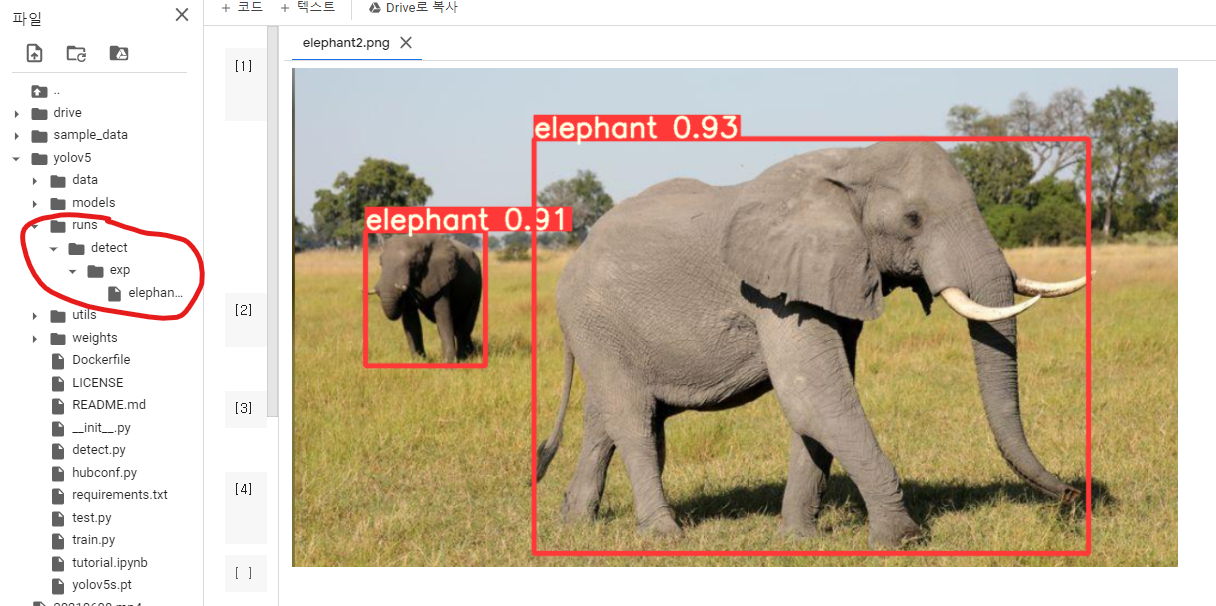 파일
+ 코드 + 텍스트 Drive로 복사
elephant2.png
..
drive
sample_data
yolov5
data
models
runs
detect
exp
elephan...
utils
weights
Dockerfile
LICENSE
README.md
__init__.py
detect.py
hubconf.py
requirements.txt
test.py
train.py
tutorial.ipynb
yolov5s.pt
[1]
[2]
[3]
[4]
[ ]
elephant 0.93
elephant 0.91